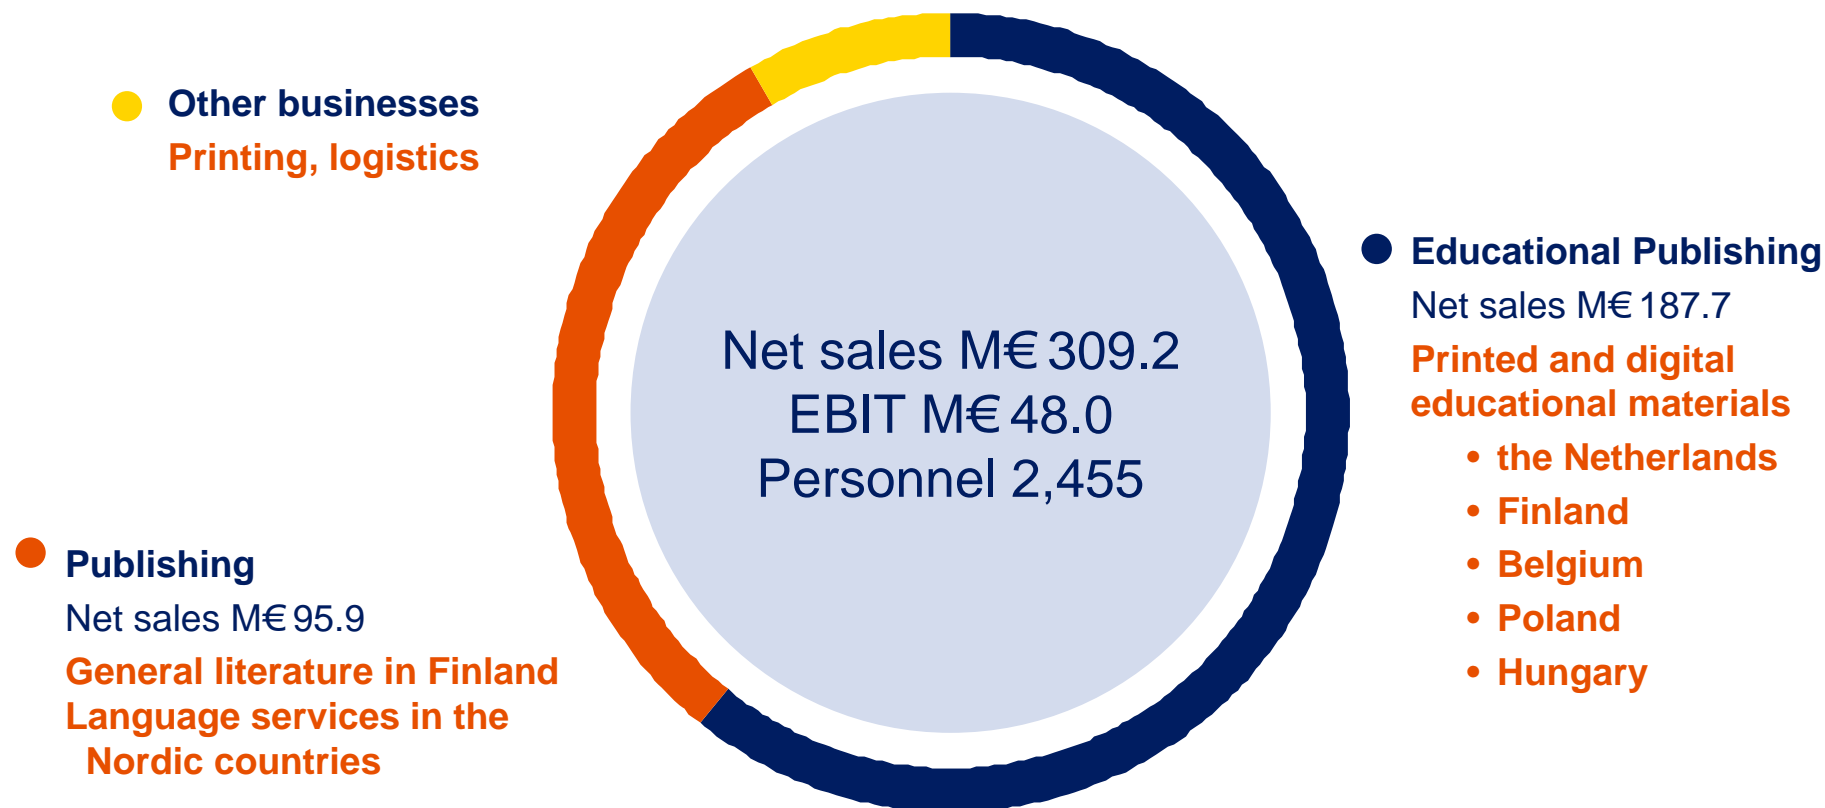 Other businesses
Printing, logistics
Net sales M€ 309.2
EBIT M€ 48.0
Personnel 2,455
Educational Publishing
Net sales M€ 187.7
Printed and digital
educational materials
• the Netherlands
• Finland
• Belgium
• Poland
• Hungary
Publishing
Net sales M€ 95.9
General literature in Finland
Language services in the
Nordic countries